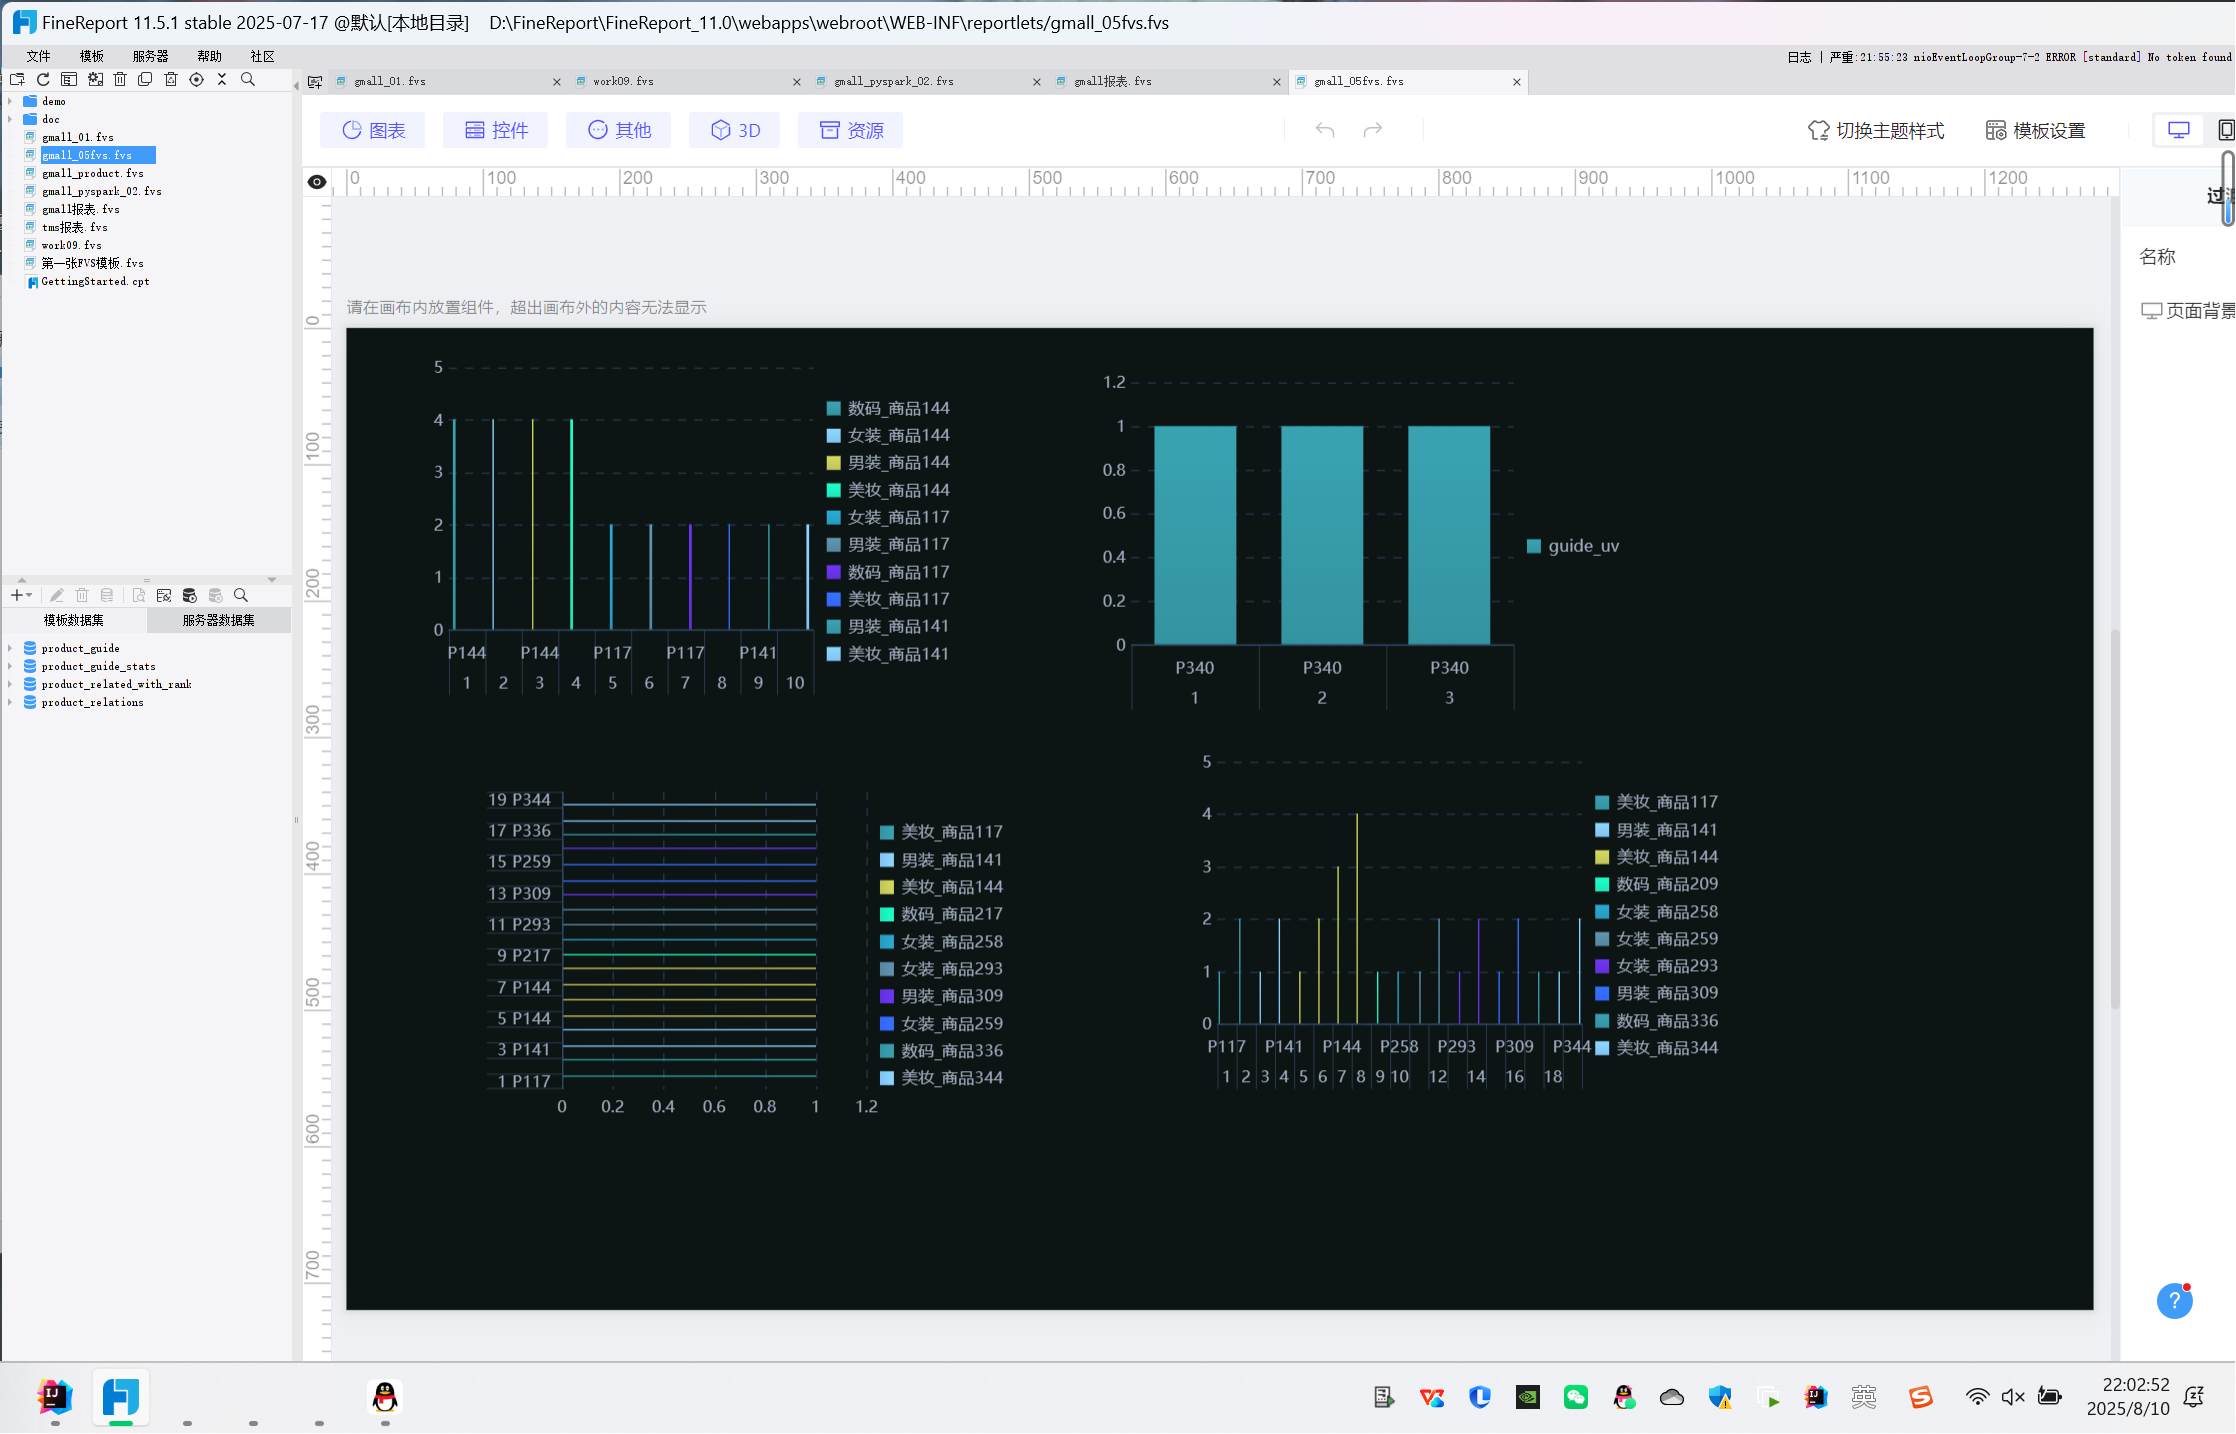 FineReport 11.5.1 stable 2025-07-17 @默认[本地目录] D:\FineReport\FineReport_11.0\webapps\webroot\WEB-INF\reportlets/gmall_05fvs.fvs
文件 模板 服务器 帮助 社区
日志 | 严重:21:55:23 nioEventLoopGroup-7-2 ERROR [standard] No token found
gmall_01.fvs
work09.fvs
gmall_pyspark_02.fvs
gmall报表.fvs
gmall_05fvs.fvs
demo
doc
gmall_01.fvs
gmall_05fvs.fvs
gmall_product.fvs
gmall_pyspark_02.fvs
gmall报表.fvs
tms报表.fvs
work09.fvs
第一张FVS模板.fvs
GettingStarted.cpt
模板数据集 服务器数据集
product_guide
product_guide_stats
product_related_with_rank
product_relations
图表 控件 其他 3D 资源
切换主题样式 模板设置
0 100 200 300 400 500 600 700 800 900 1000 1100 1200
0
100
200
300
400
500
600
700
过
名称
页面背景
请在画布内放置组件，超出画布外的内容无法显示
5
4
3
2
1
0
P144 P144 P117 P117 P141
1 2 3 4 5 6 7 8 9 10
数码_商品144
女装_商品144
男装_商品144
美妆_商品144
女装_商品117
男装_商品117
数码_商品117
美妆_商品117
男装_商品141
美妆_商品141
1.2
1
0.8
0.6
0.4
0.2
0
P340 P340 P340
1 2 3
guide_uv
19 P344
17 P336
15 P259
13 P309
11 P293
9 P217
7 P144
5 P144
3 P141
1 P117
0 0.2 0.4 0.6 0.8 1 1.2
美妆_商品117
男装_商品141
美妆_商品144
数码_商品217
女装_商品258
女装_商品293
男装_商品309
女装_商品259
数码_商品336
美妆_商品344
5
4
3
2
1
0
P117 P141 P144 P258 P293 P309 P344
1 2 3 4 5 6 7 8 9 10 12 14 16 18
美妆_商品117
男装_商品141
美妆_商品144
数码_商品209
女装_商品258
女装_商品259
女装_商品293
男装_商品309
数码_商品336
美妆_商品344
?
英
22:02:52
2025/8/10